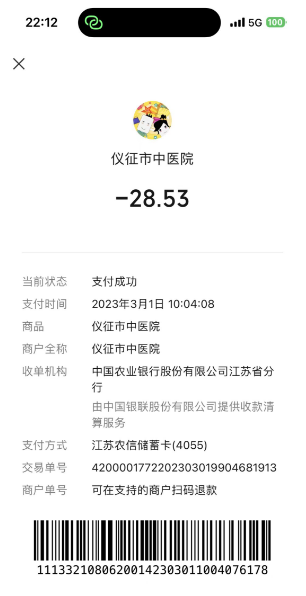 22:12
5G
100
仪征市中医院
-28.53
当前状态 支付成功
支付时间 2023年3月1日 10:04:08
商品 仪征市中医院
商户全称 仪征市中医院
收单机构 中国农业银行股份有限公司江苏省分
行
由中国银联股份有限公司提供收款清
算服务
支付方式 江苏农信储蓄卡(4055)
交易单号 4200001772202303019904681913
商户单号 可在支持的商户扫码退款
11133210806200142303011004076178